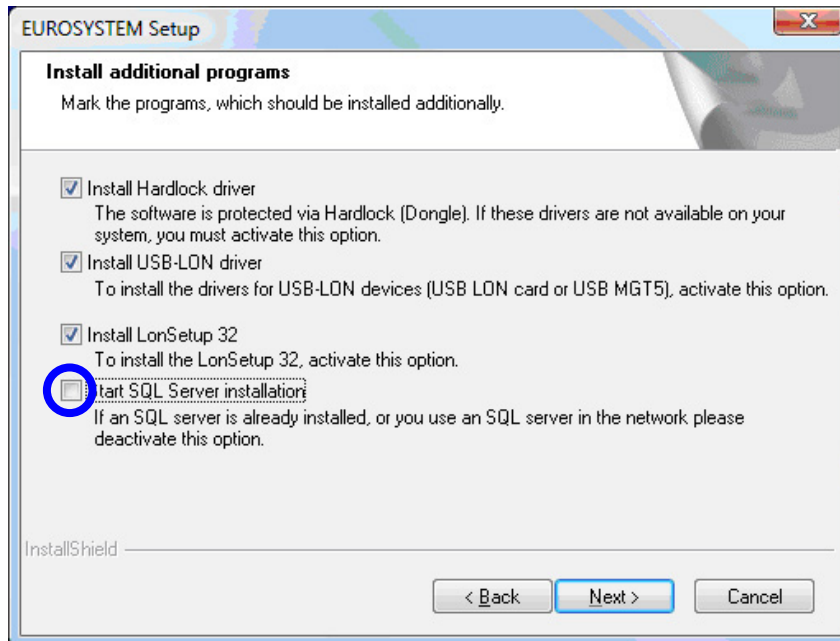 EUROSYSTEM Setup
Install additional programs
Mark the programs, which should be installed additionally.
Install Hardlock driver
The software is protected via Hardlock (Dongle). If these drivers are not available on your
system, you must activate this option.
Install USB-LON driver
To install the drivers for USB-LON devices (USB LON card or USB MGT5), activate this option.
Install LonSetup 32
To install the LonSetup 32, activate this option.
Start SQL Server installation
If an SQL server is already installed, or you use an SQL server in the network please
deactivate this option.
InstallShield
< Back
Next >
Cancel